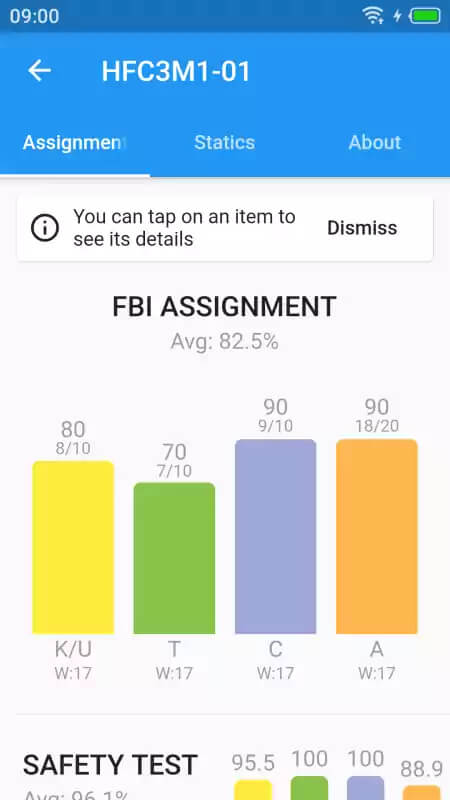 09:00
HFC3M1-01
Assignment Statics About
You can tap on an item to
see its details
Dismiss
FBI ASSIGNMENT
Avg: 82.5%
80 70 90 90
8/10 7/10 9/10 18/20
K/U T C A
W:17 W:17 W:17 W:17
SAFETY TEST
95.5 100 100 88.9
Avg: 96.1%